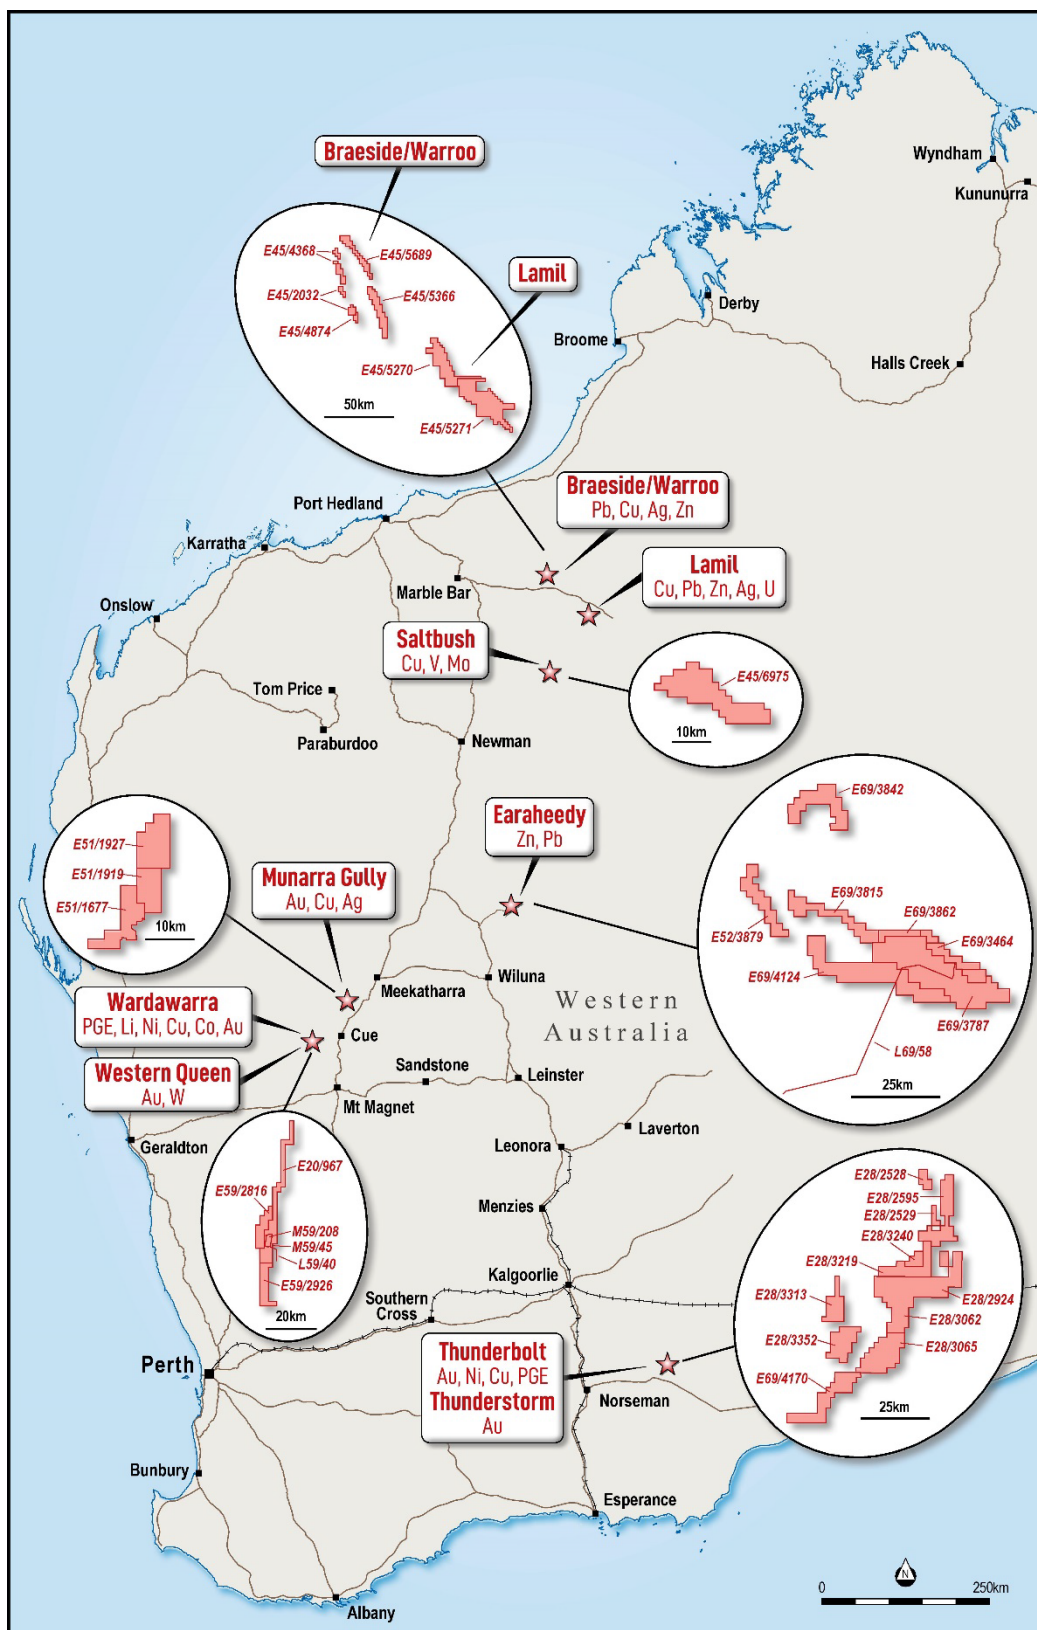 Wyndham
Kununurra
Braeside/Warroo
E45/4368
E45/5689
Lamil
E45/2032
E45/5366
E45/4874
Derby
Broome
Halls Creek
E45/5270
50km
E45/5271
Braeside/Warroo
Pb, Cu, Ag, Zn
Port Hedland
Karratha
Lamil
Cu, Pb, Zn, Ag, U
Marble Bar
Onslow
Saltbush
Cu, V, Mo
E45/6975
10km
Tom Price
Paraburdoo
Newman
E69/3842
Earaheedy
Zn, Pb
E51/1927
E51/1919
E51/1677
10km
Munarra Gully
Au, Cu, Ag
E69/3815
E69/3862
E52/3879
E69/3464
E69/4124
E69/3787
L69/58
25km
Meekatharra
Wiluna
Western
Australia
Wardawarra
PGE, Li, Ni, Cu, Co, Au
Cue
Western Queen
Au, W
Sandstone
Leinster
Mt Magnet
Geraldton
Laverton
Leonora
E20/967
E59/2816
M59/208
M59/45
L59/40
E59/2926
20km
Menzies
E28/2528
E28/2595
E28/2529
E28/3240
E28/3219
E28/2924
E28/3313
E28/3062
E28/3352
E28/3065
E69/4170
25km
Kalgoorlie
Southern
Cross
Perth
Thunderbolt
Au, Ni, Cu, PGE
Thunderstorm
Au
Norseman
Bunbury
Esperance
Albany
N
0
250km